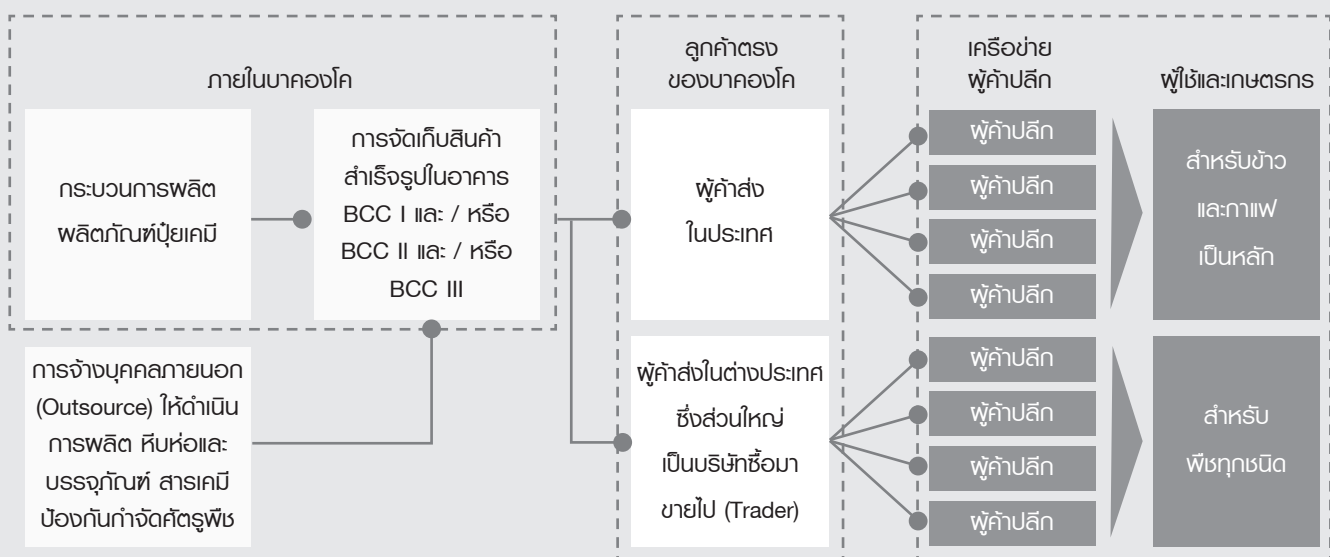 ภายในบาคองโค
กระบวนการผลิต
ผลิตภัณฑ์ปุ๋ยเคมี
การจัดเก็บสินค้า
สำเร็จรูปในอาคาร
BCC I และ / หรือ
BCC II และ / หรือ
BCC III
การจ้างบุคคลภายนอก
(Outsource) ให้ดำเนิน
การผลิต หีบห่อและ
บรรจุภัณฑ์ สารเคมี
ป้องกันกำจัดศัตรูพืช
ลูกค้าตรง
ของบาคองโค
ผู้ค้าส่ง
ในประเทศ
ผู้ค้าส่งในต่างประเทศ
ซึ่งส่วนใหญ่
เป็นบริษัทซื้อมา
ขายไป (Trader)
เครือข่าย
ผู้ค้าปลีก
ผู้ค้าปลีก
ผู้ค้าปลีก
ผู้ค้าปลีก
ผู้ค้าปลีก
ผู้ค้าปลีก
ผู้ค้าปลีก
ผู้ค้าปลีก
ผู้ค้าปลีก
ผู้ใช้และเกษตรกร
สำหรับข้าว
และกาแฟ
เป็นหลัก
สำหรับ
พืชทุกชนิด